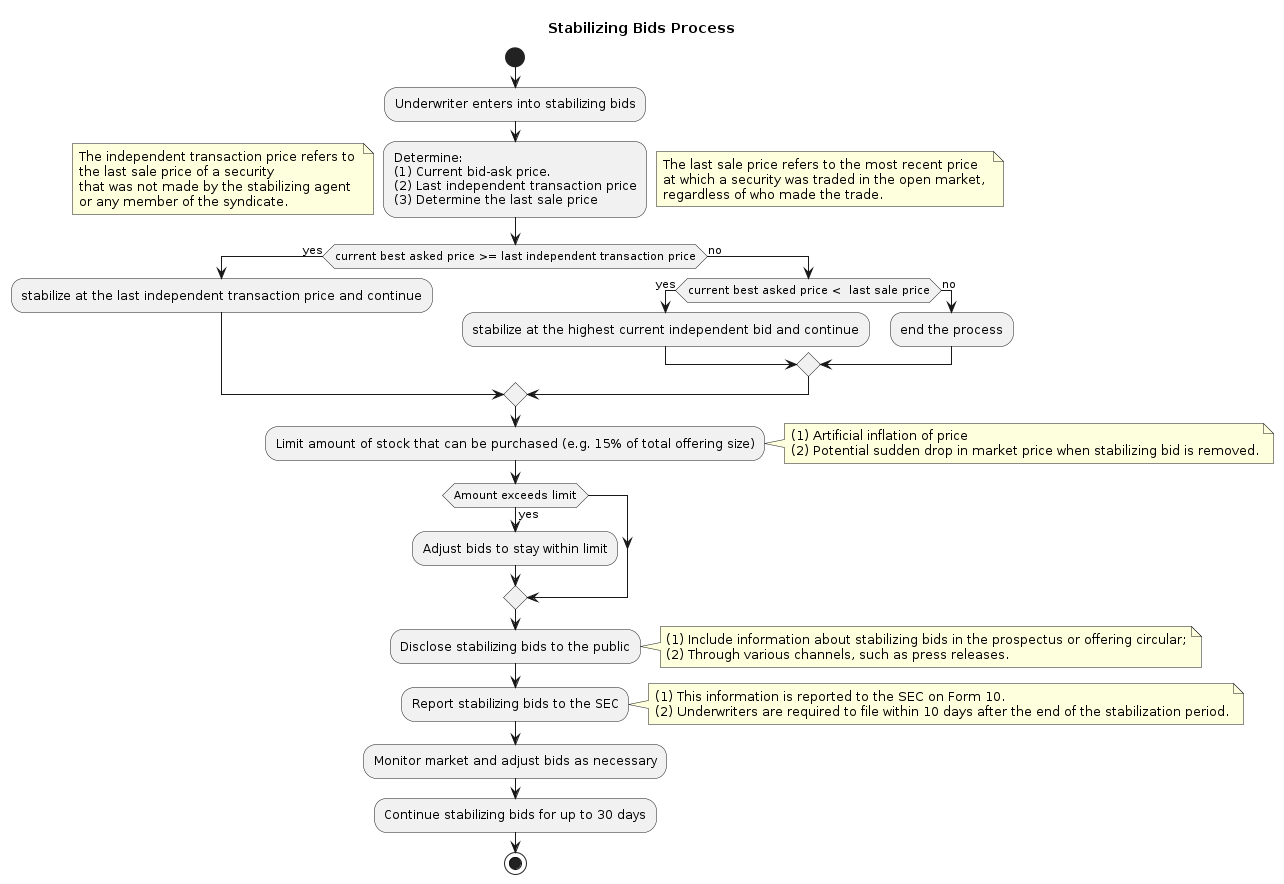 Stabilizing Bids Process
Underwriter enters into stabilizing bids
The independent transaction price refers to
the last sale price of a security
that was not made by the stabilizing agent
or any member of the syndicate.
Determine:
(1) Current bid-ask price.
(2) Last independent transaction price
(3) Determine the last sale price
The last sale price refers to the most recent price
at which a security was traded in the open market,
regardless of who made the trade.
yes
current best asked price >= last independent transaction price
no
stabilize at the last independent transaction price and continue
yes
current best asked price <  last sale price
no
stabilize at the highest current independent bid and continue
end the process
Limit amount of stock that can be purchased (e.g. 15% of total offering size)
(1) Artificial inflation of price
(2) Potential sudden drop in market price when stabilizing bid is removed.
Amount exceeds limit
yes
Adjust bids to stay within limit
Disclose stabilizing bids to the public
(1) Include information about stabilizing bids in the prospectus or offering circular;
(2) Through various channels, such as press releases.
Report stabilizing bids to the SEC
(1) This information is reported to the SEC on Form 10.
(2) Underwriters are required to file within 10 days after the end of the stabilization period.
Monitor market and adjust bids as necessary
Continue stabilizing bids for up to 30 days